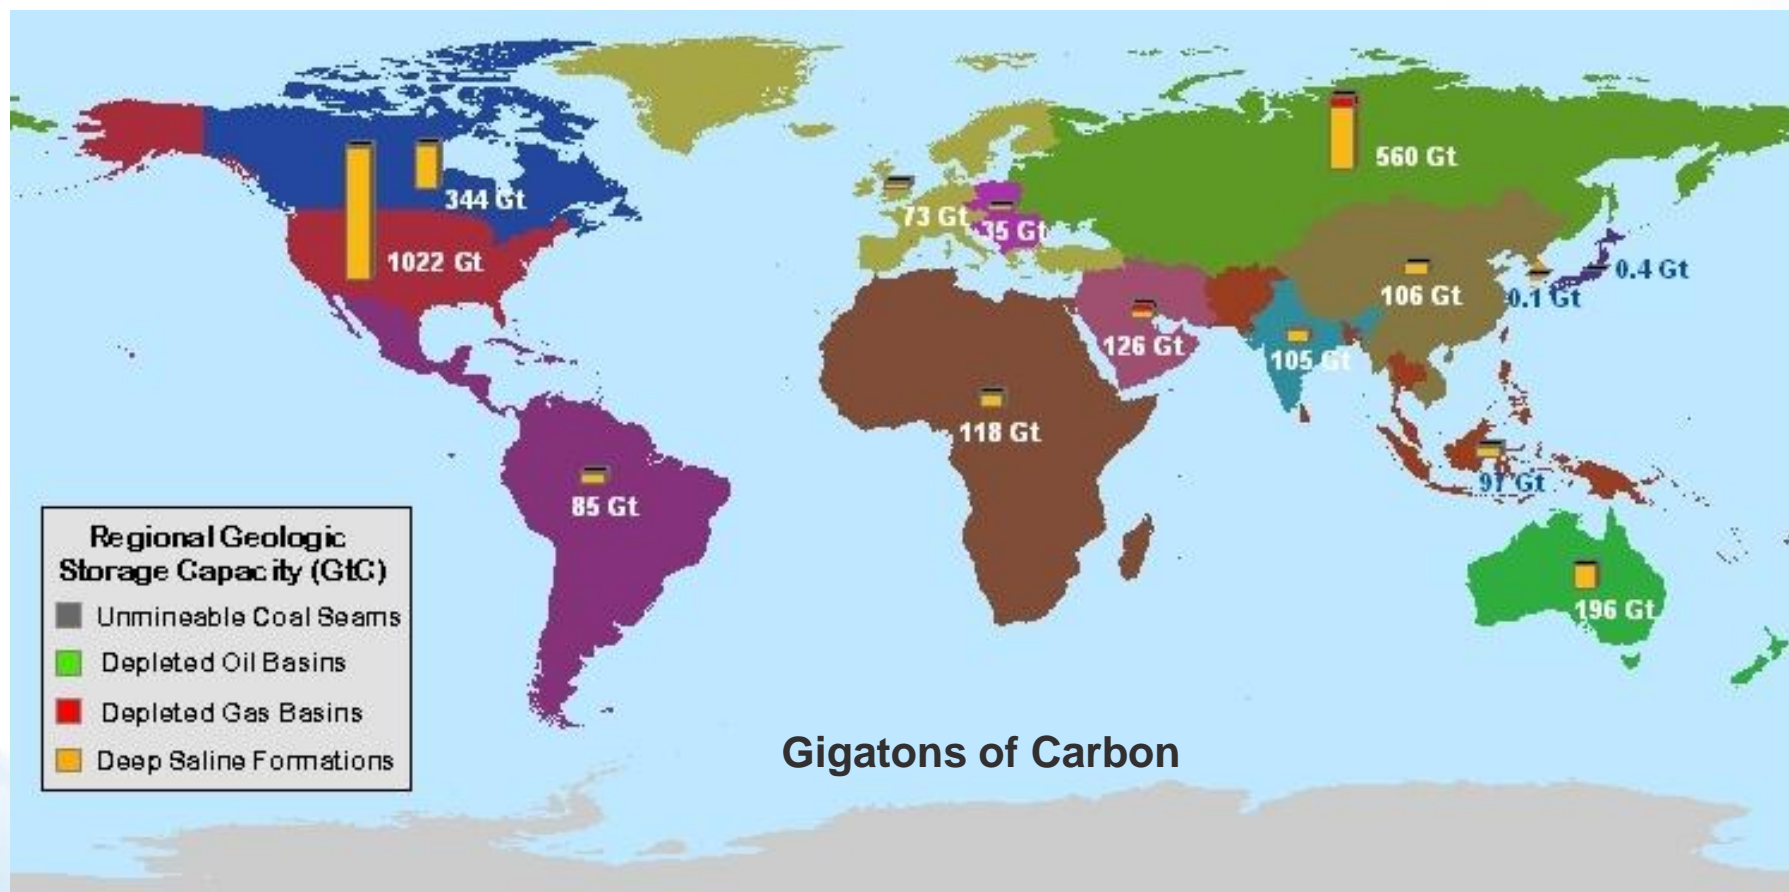 560 Gt
344 Gt
73 Gt
35 Gt
1022 Gt
0.4 Gt
106 Gt
0.1 Gt
126 Gt
105 Gt
118 Gt
97 Gt
85 Gt
196 Gt
Regional Geologic
Storage Capacity (GtC)
Unmineable Coal Seams
Depleted Oil Basins
Depleted Gas Basins
Deep Saline Formations
Gigatons of Carbon